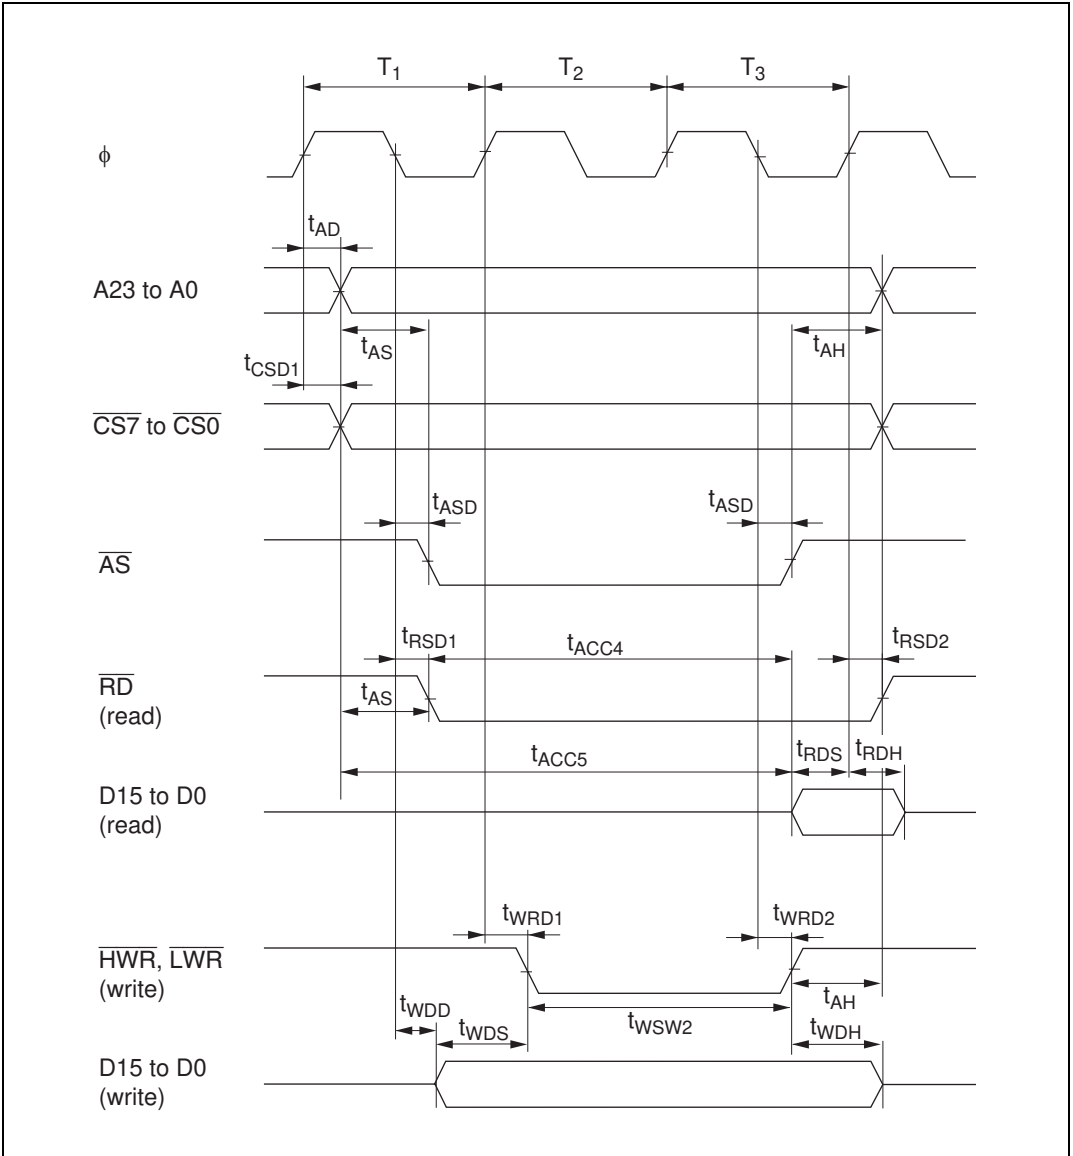 T1 T2 T3
ϕ
tAD
A23 to A0
tAS tAH
tCSD1
CS7 to CS0
tASD tASD
AS
tRSD1 tACC4 tRSD2
RD
(read)
tAS
tACC5 tRDS tRDH
D15 to D0
(read)
tWRD1 tWRD2
HWR, LWR
(write)
tAH
tWDD tWDS tWSW2 tWDH
D15 to D0
(write)